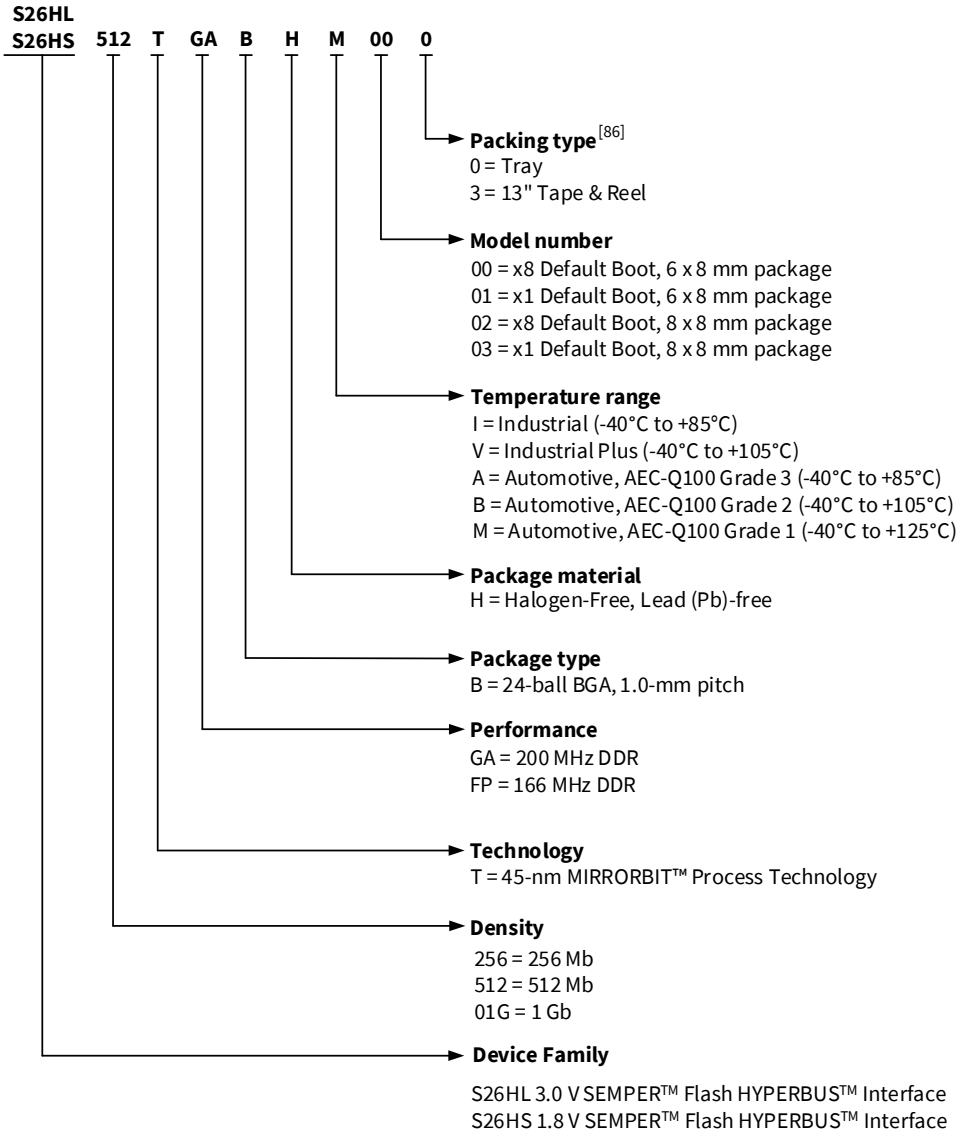 S26HL
S26HS 512 T GA B H M 00 0
Packing type[86]
0 = Tray
3 = 13" Tape & Reel
Model number
00 = x8 Default Boot, 6 x 8 mm package
01 = x1 Default Boot, 6 x 8 mm package
02 = x8 Default Boot, 8 x 8 mm package
03 = x1 Default Boot, 8 x 8 mm package
Temperature range
I = Industrial (-40°C to +85°C)
V = Industrial Plus (-40°C to +105°C)
A = Automotive, AEC-Q100 Grade 3 (-40°C to +85°C)
B = Automotive, AEC-Q100 Grade 2 (-40°C to +105°C)
M = Automotive, AEC-Q100 Grade 1 (-40°C to +125°C)
Package material
H = Halogen-Free, Lead (Pb)-free
Package type
B = 24-ball BGA, 1.0-mm pitch
Performance
GA = 200 MHz DDR
FP = 166 MHz DDR
Technology
T = 45-nm MIRRORBIT™ Process Technology
Density
256 = 256 Mb
512 = 512 Mb
01G = 1 Gb
Device Family
S26HL 3.0 V SEMPER™ Flash HYPERBUS™ Interface
S26HS 1.8 V SEMPER™ Flash HYPERBUS™ Interface